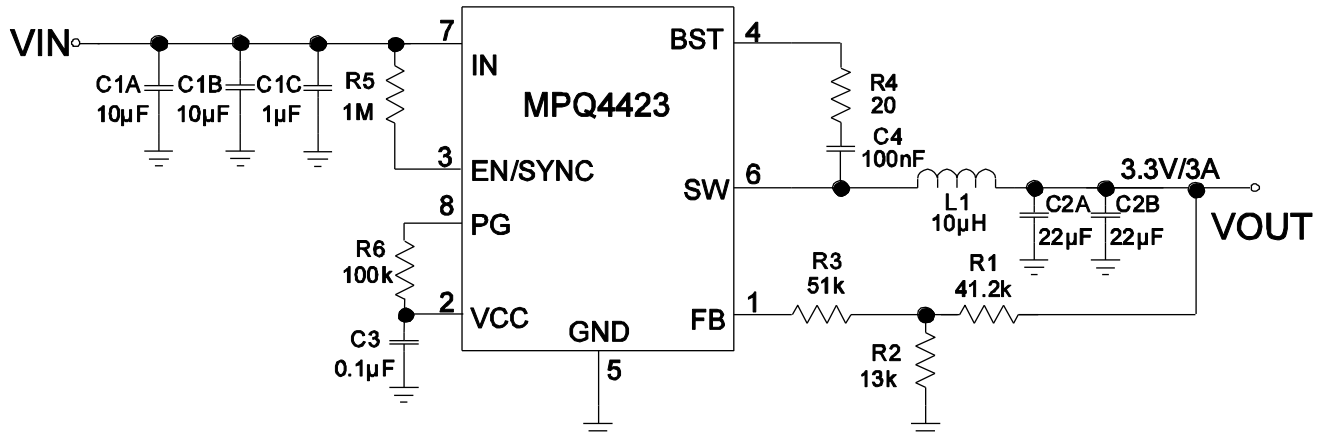 VIN
C1A
10µF
C1B
10µF
C1C
1µF
R5
1M
7
IN
3
EN/SYNC
8
PG
R6
100k
2
VCC
C3
0.1µF
MPQ4423
GND
5
BST
4
R4
20
C4
100nF
SW
6
L1
10µH
3.3V/3A
C2A
22µF
C2B
22µF
VOUT
FB
1
R3
51k
R1
41.2k
R2
13k